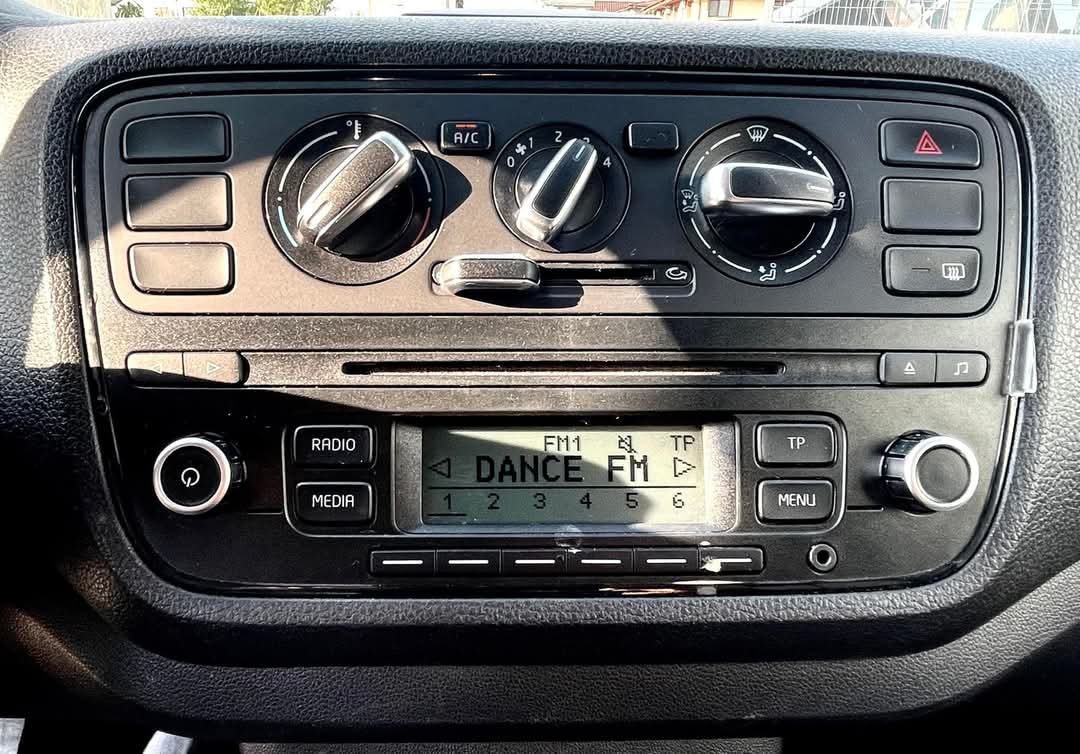 A/C
0 1 2 3 4
RADIO
MEDIA
FM1 TP
DANCE FM
1 2 3 4 5 6
TP
MENU